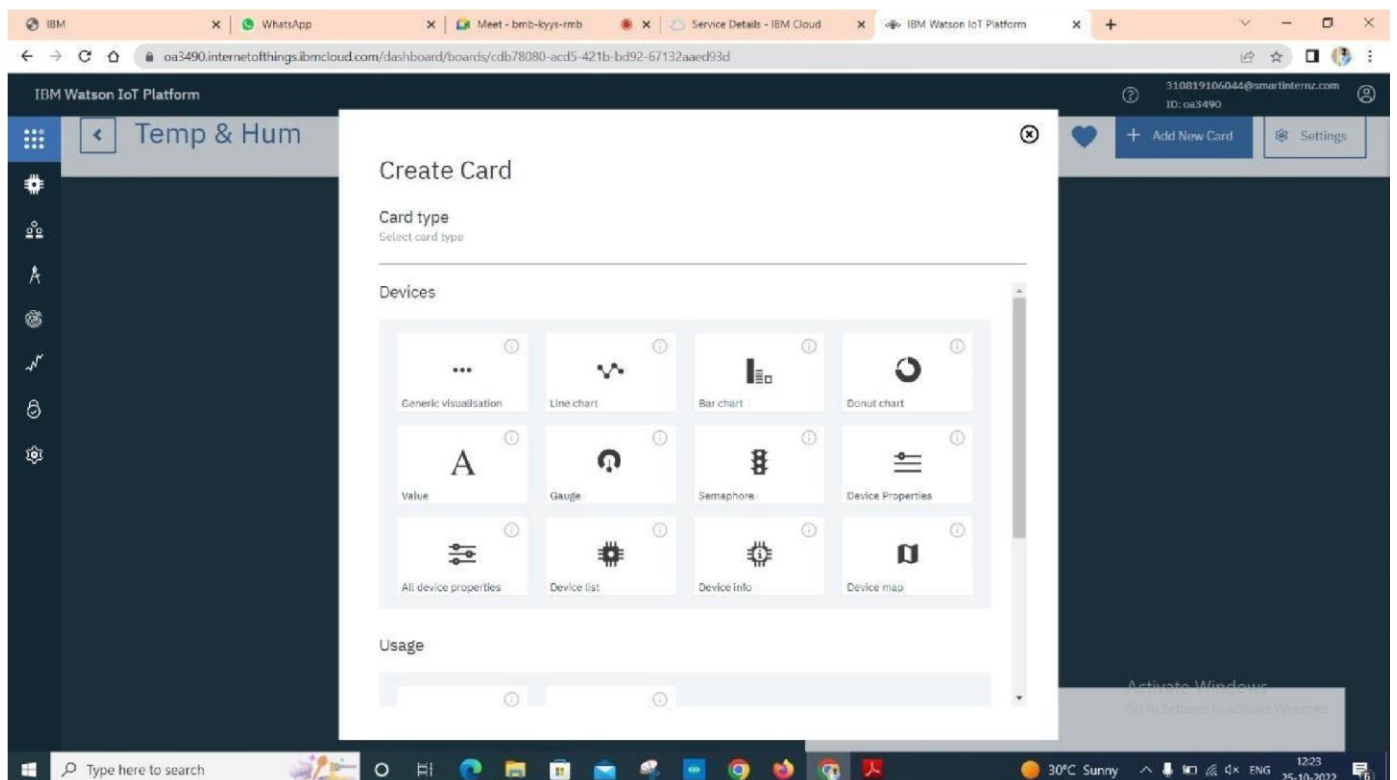 IBM
WhatsApp
Meet - bmb-kyys-rmb
Service Details - IBM Cloud
IBM Watson IoT Platform
oa3490.internetofthings.ibmcloud.com/dashboard/boards/cdb78080-acd5-421b-bd92-67132aaed93d
IBM Watson IoT Platform
310819106044@smartinternz.com
ID: oa3490
Temp & Hum
+ Add New Card
Settings
Create Card
Card type
Select card type
Devices
Generic visualisation
Line chart
Bar chart
Donut chart
Value
Gauge
Semaphore
Device Properties
All device properties
Device list
Device info
Device map
Usage
Activate Windows
Go to Settings to activate Windows.
Type here to search
30°C Sunny
ENG
12:23
25-10-2022